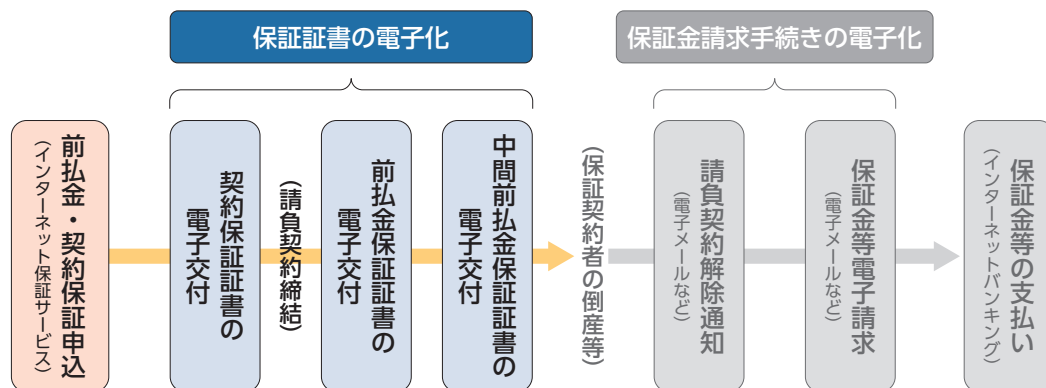 保証証書の電子化
保証金請求手続きの電子化
前払金・契約保証申込
(インターネット保証サービス)
契約保証証書の
電子交付
(請負契約締結)
前払金保証証書の
電子交付
中間前払金保証証書の
電子交付
(保証契約者の倒産等)
請負契約解除通知
(電子メールなど)
保証金等電子請求
(電子メールなど)
保証金等の支払い
(インターネットバンキング)